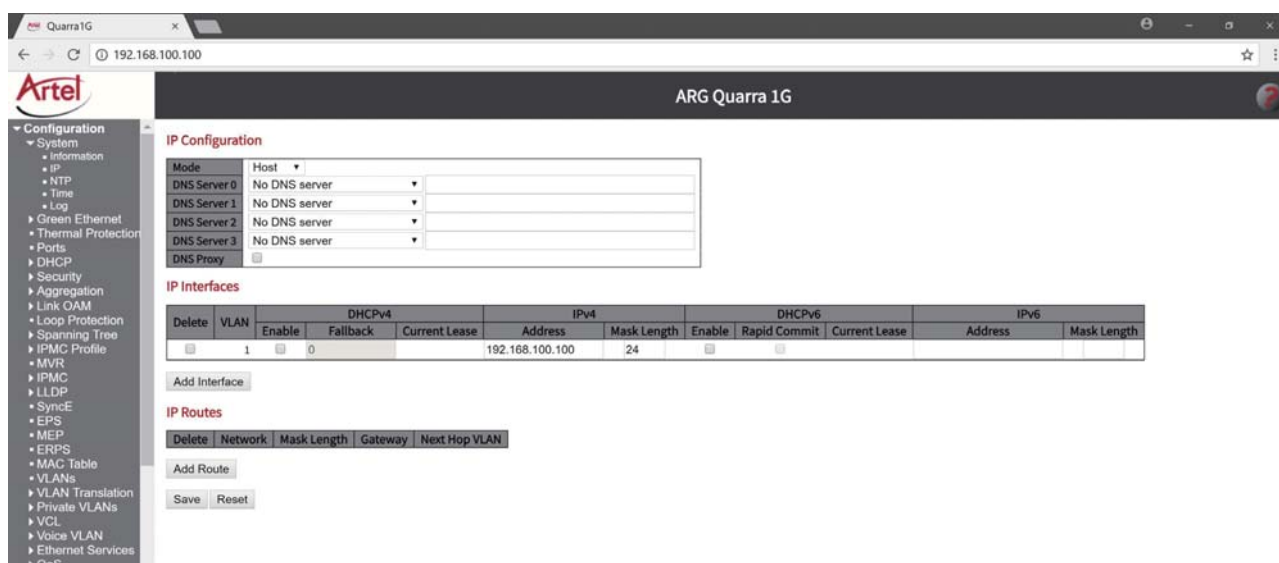 Quarra1G
192.168.100.100
Artel
ARG Quarra 1G
Configuration
System
Information
IP
NTP
Time
Log
Green Ethernet
Thermal Protection
Ports
DHCP
Security
Aggregation
Link OAM
Loop Protection
Spanning Tree
IPMC Profile
MVR
IPMC
LLDP
SyncE
EPS
MEP
ERPS
MAC Table
VLANs
VLAN Translation
Private VLANs
VCL
Voice VLAN
Ethernet Services
QoS
IP Configuration
Mode Host
DNS Server 0 No DNS server
DNS Server 1 No DNS server
DNS Server 2 No DNS server
DNS Server 3 No DNS server
DNS Proxy
IP Interfaces
Delete VLAN DHCPv4 IPv4 DHCPv6 IPv6
Enable Fallback Current Lease Address Mask Length Enable Rapid Commit Current Lease Address Mask Length
1 0 192.168.100.100 24
Add Interface
IP Routes
Delete Network Mask Length Gateway Next Hop VLAN
Add Route
Save Reset